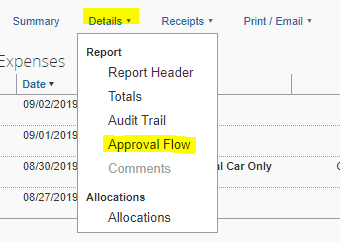 Summary Details ▾ Receipts ▾ Print / Email ▾
Expenses
Report
Date ▾
Report Header
Totals
09/02/2019
Audit Trail
09/01/2019
Approval Flow
08/30/2019 Comments Car Only
08/27/2019 Allocations
Allocations